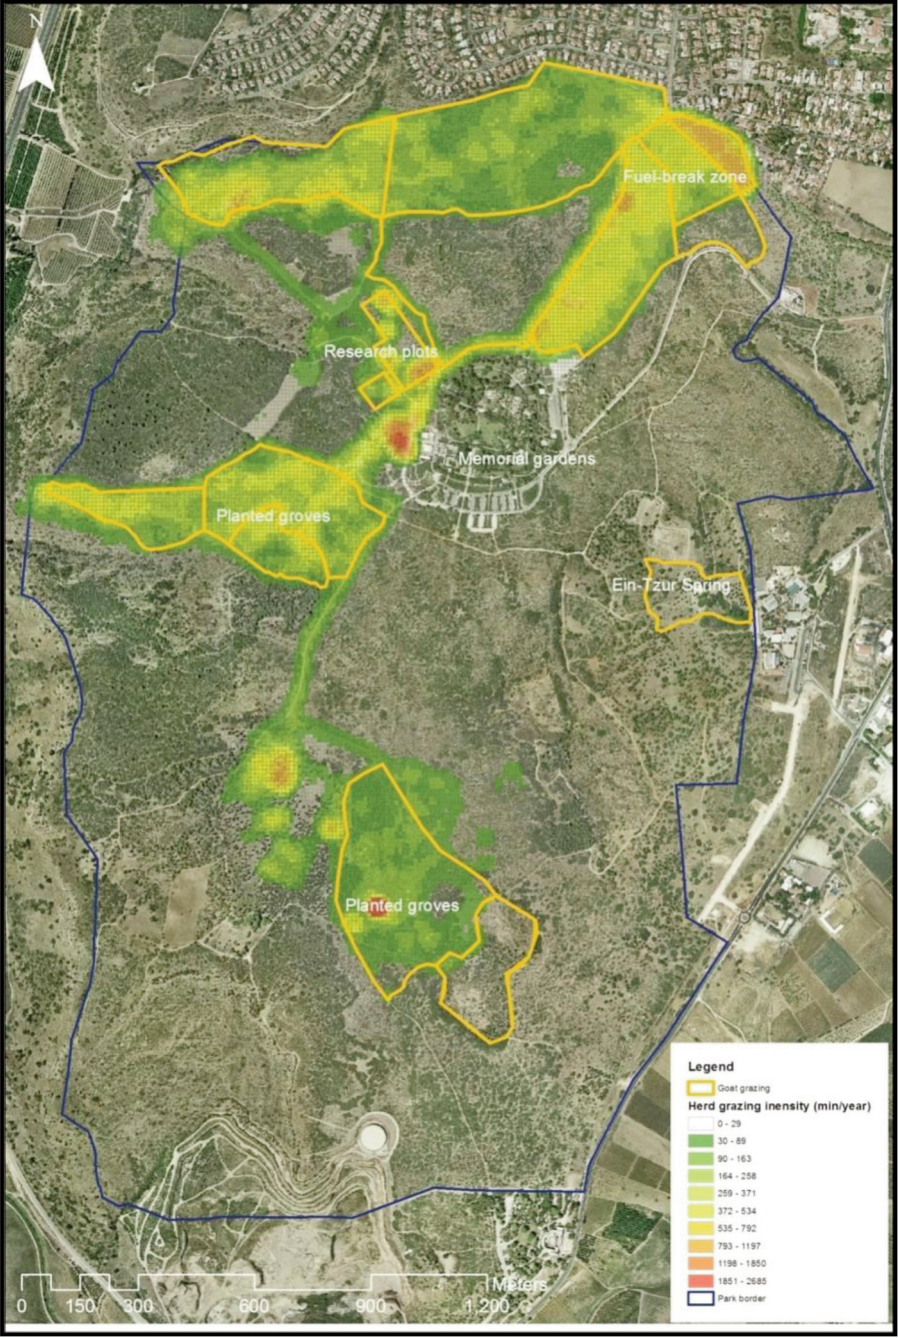 N
Fuel-break zone
Research plots
Memorial gardens
Planted groves
Ein-Tzur Spring
Planted groves
Legend
Goat grazing
Herd grazing inensity (min/year)
0 - 29
30 - 89
90 - 163
164 - 258
259 - 371
372 - 534
535 - 792
793 - 1197
1198 - 1850
1851 - 2685
Park border
Meters
0 150 300 600 900 1,200